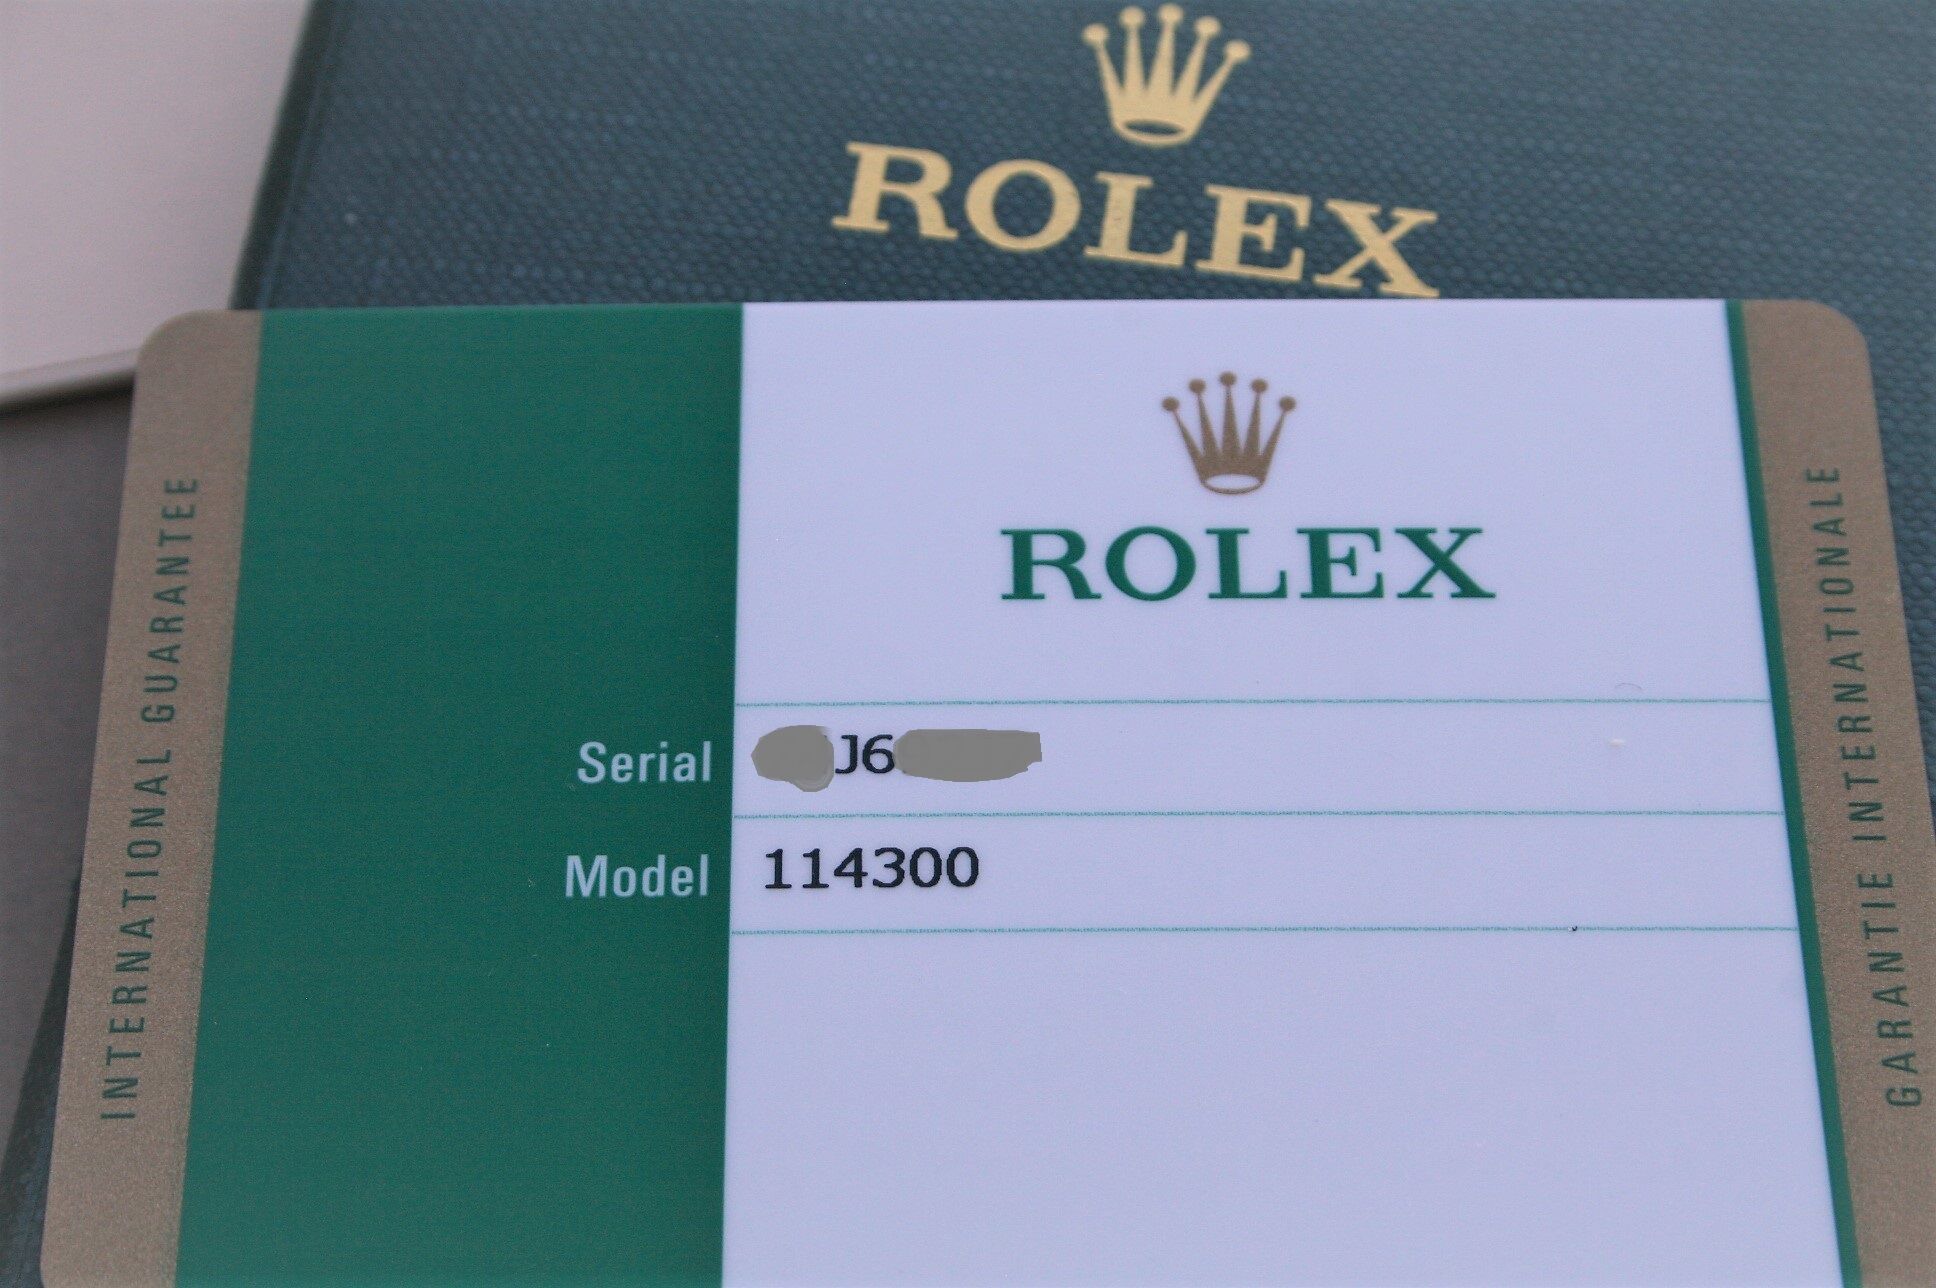 ROLEX
ROLEX
Serial J6
Model 114300
INTERNATIONAL GUARANTEE
GARANTIE INTERNATIONALE